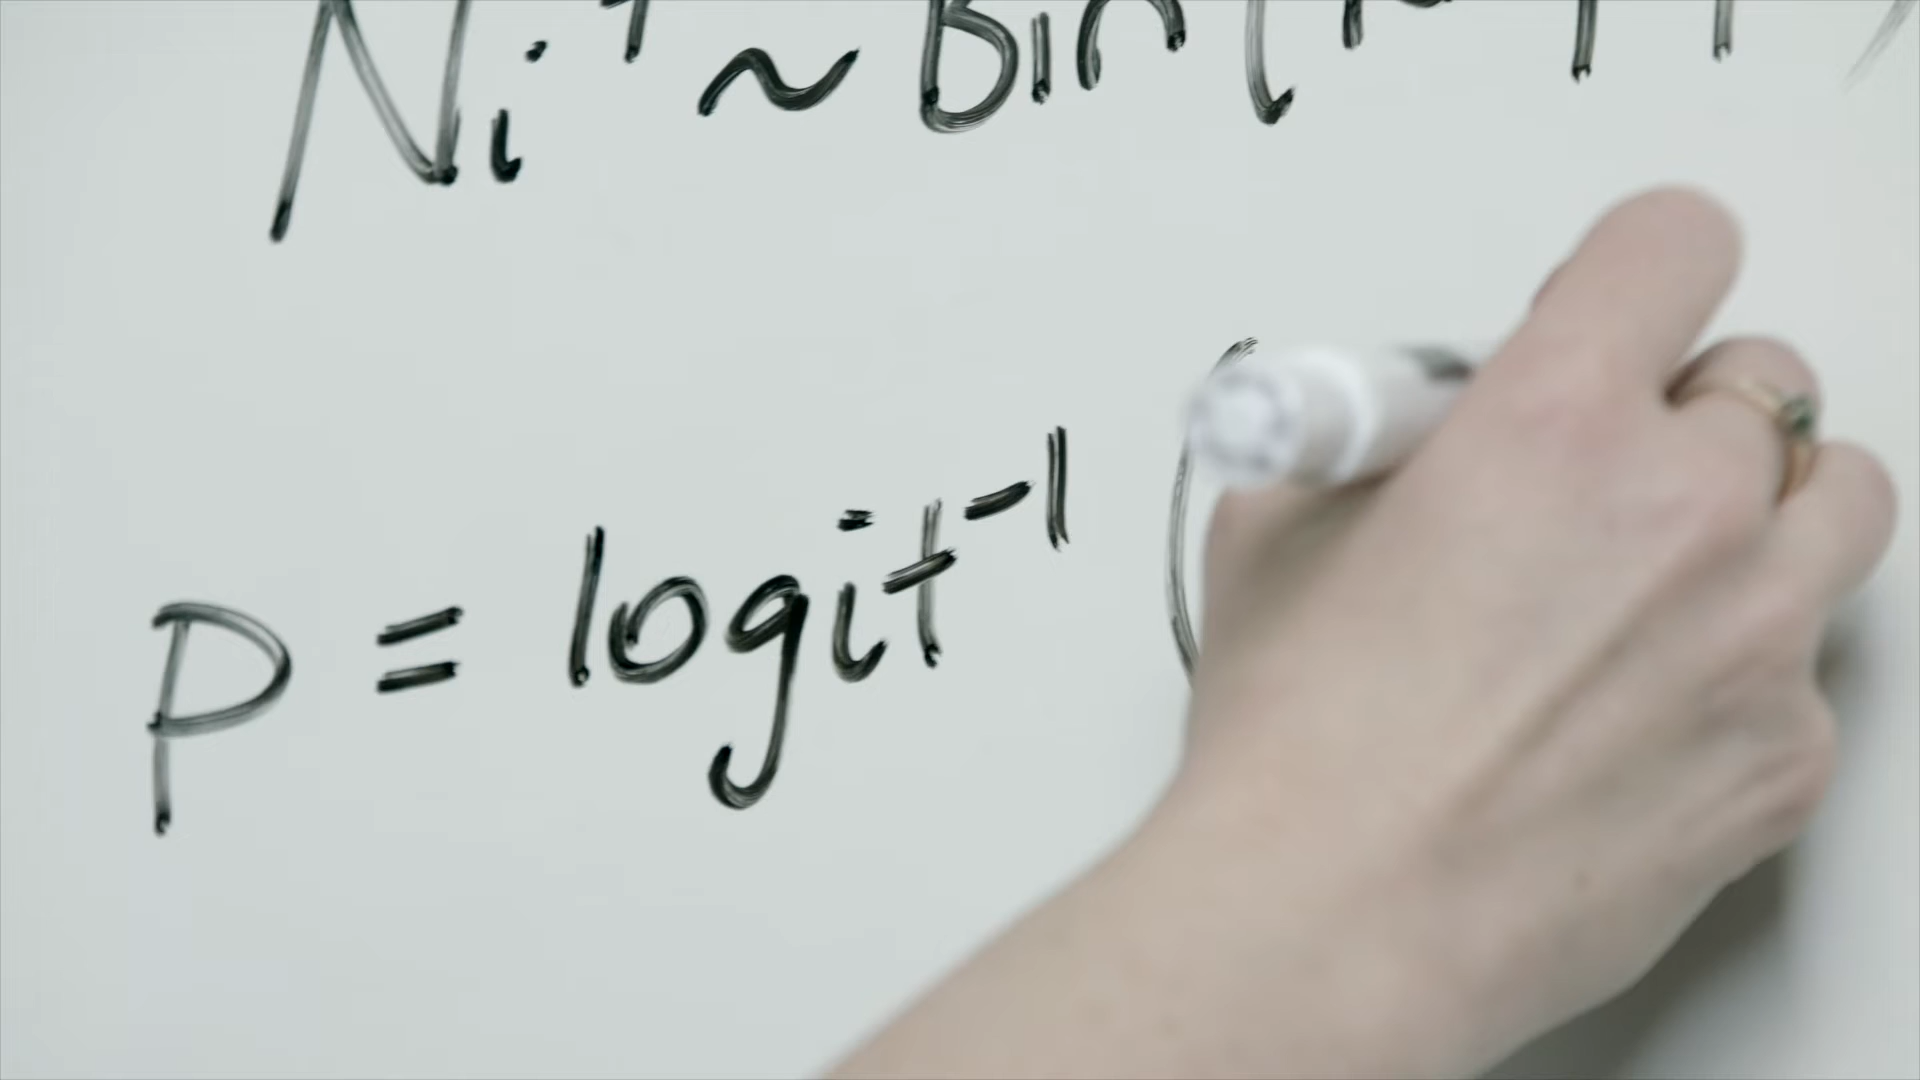 Ni ~ Bin(
p = logit⁻¹ (